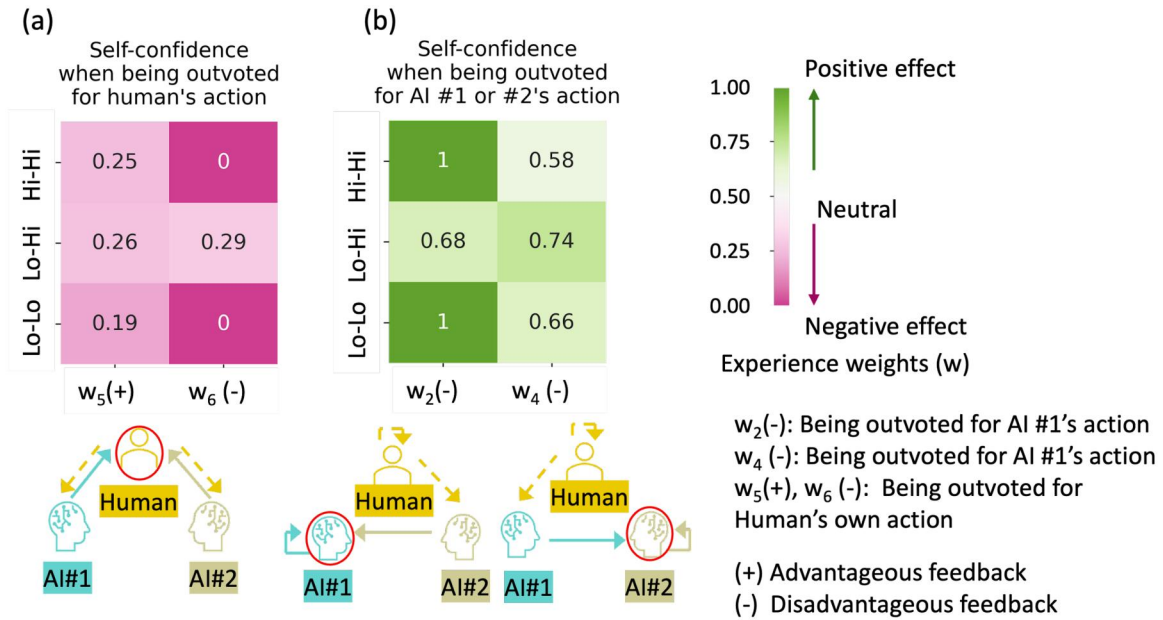 (a)
Self-confidence
when being outvoted
for human's action
Hi-Hi
0.25
0
Lo-Hi
0.26
0.29
Lo-Lo
0.19
0
w5(+)
w6 (-)
Human
AI#1
AI#2
(b)
Self-confidence
when being outvoted
for AI #1 or #2's action
Hi-Hi
1
0.58
Lo-Hi
0.68
0.74
Lo-Lo
1
0.66
w2(-)
w4 (-)
Human
AI#1
AI#2
Human
AI#1
AI#2
1.00
0.75
0.50
0.25
0.00
Positive effect
Neutral
Negative effect
Experience weights (w)
w2(-): Being outvoted for AI #1’s action
w4 (-): Being outvoted for AI #1’s action
w5(+), w6 (-): Being outvoted for
Human’s own action
(+) Advantageous feedback
(-) Disadvantageous feedback